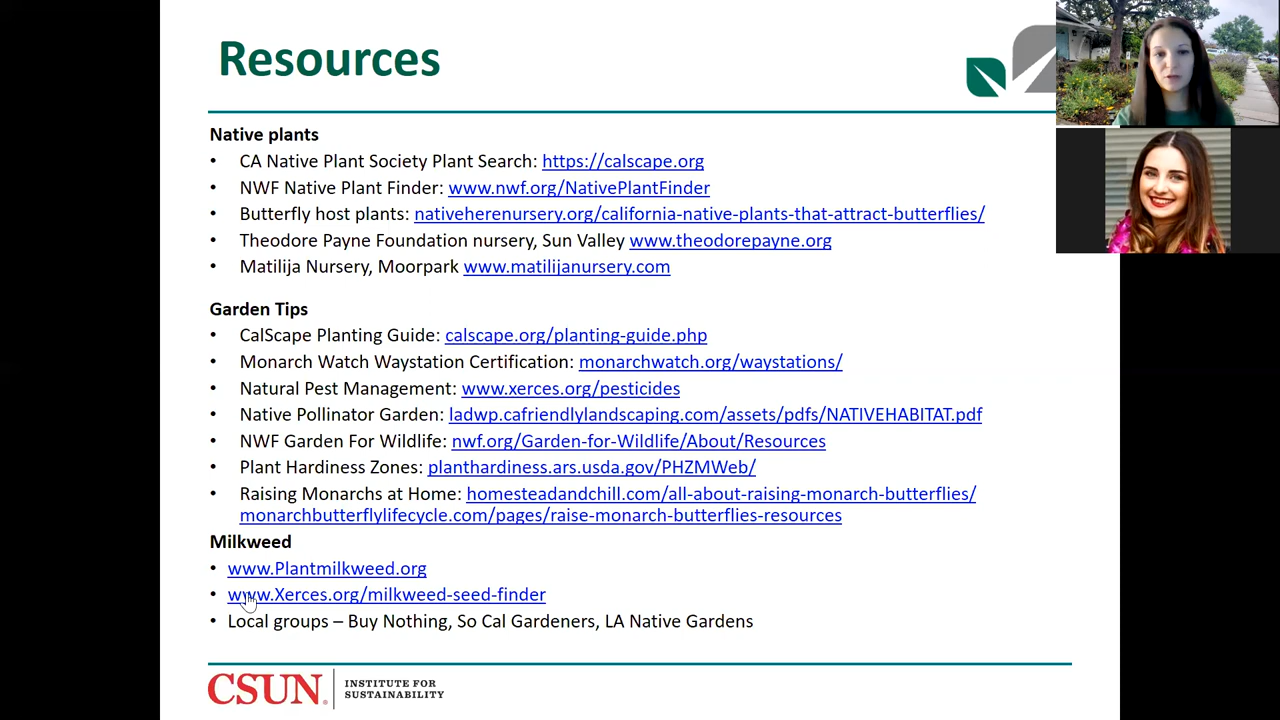 Resources
Native plants
• CA Native Plant Society Plant Search: https://calscape.org
• NWF Native Plant Finder: www.nwf.org/NativePlantFinder
• Butterfly host plants: nativeherenursery.org/california-native-plants-that-attract-butterflies/
• Theodore Payne Foundation nursery, Sun Valley www.theodorepayne.org
• Matilija Nursery, Moorpark www.matilijanursery.com
Garden Tips
• CalScape Planting Guide: calscape.org/planting-guide.php
• Monarch Watch Waystation Certification: monarchwatch.org/waystations/
• Natural Pest Management: www.xerces.org/pesticides
• Native Pollinator Garden: ladwp.cafriendlylandscaping.com/assets/pdfs/NATIVEHABITAT.pdf
• NWF Garden For Wildlife: nwf.org/Garden-for-Wildlife/About/Resources
• Plant Hardiness Zones: planthardiness.ars.usda.gov/PHZMWeb/
• Raising Monarchs at Home: homesteadandchill.com/all-about-raising-monarch-butterflies/
monarchbutterflylifecycle.com/pages/raise-monarch-butterflies-resources
Milkweed
• www.Plantmilkweed.org
• www.Xerces.org/milkweed-seed-finder
• Local groups – Buy Nothing, So Cal Gardeners, LA Native Gardens
CSUN.
INSTITUTE FOR
SUSTAINABILITY